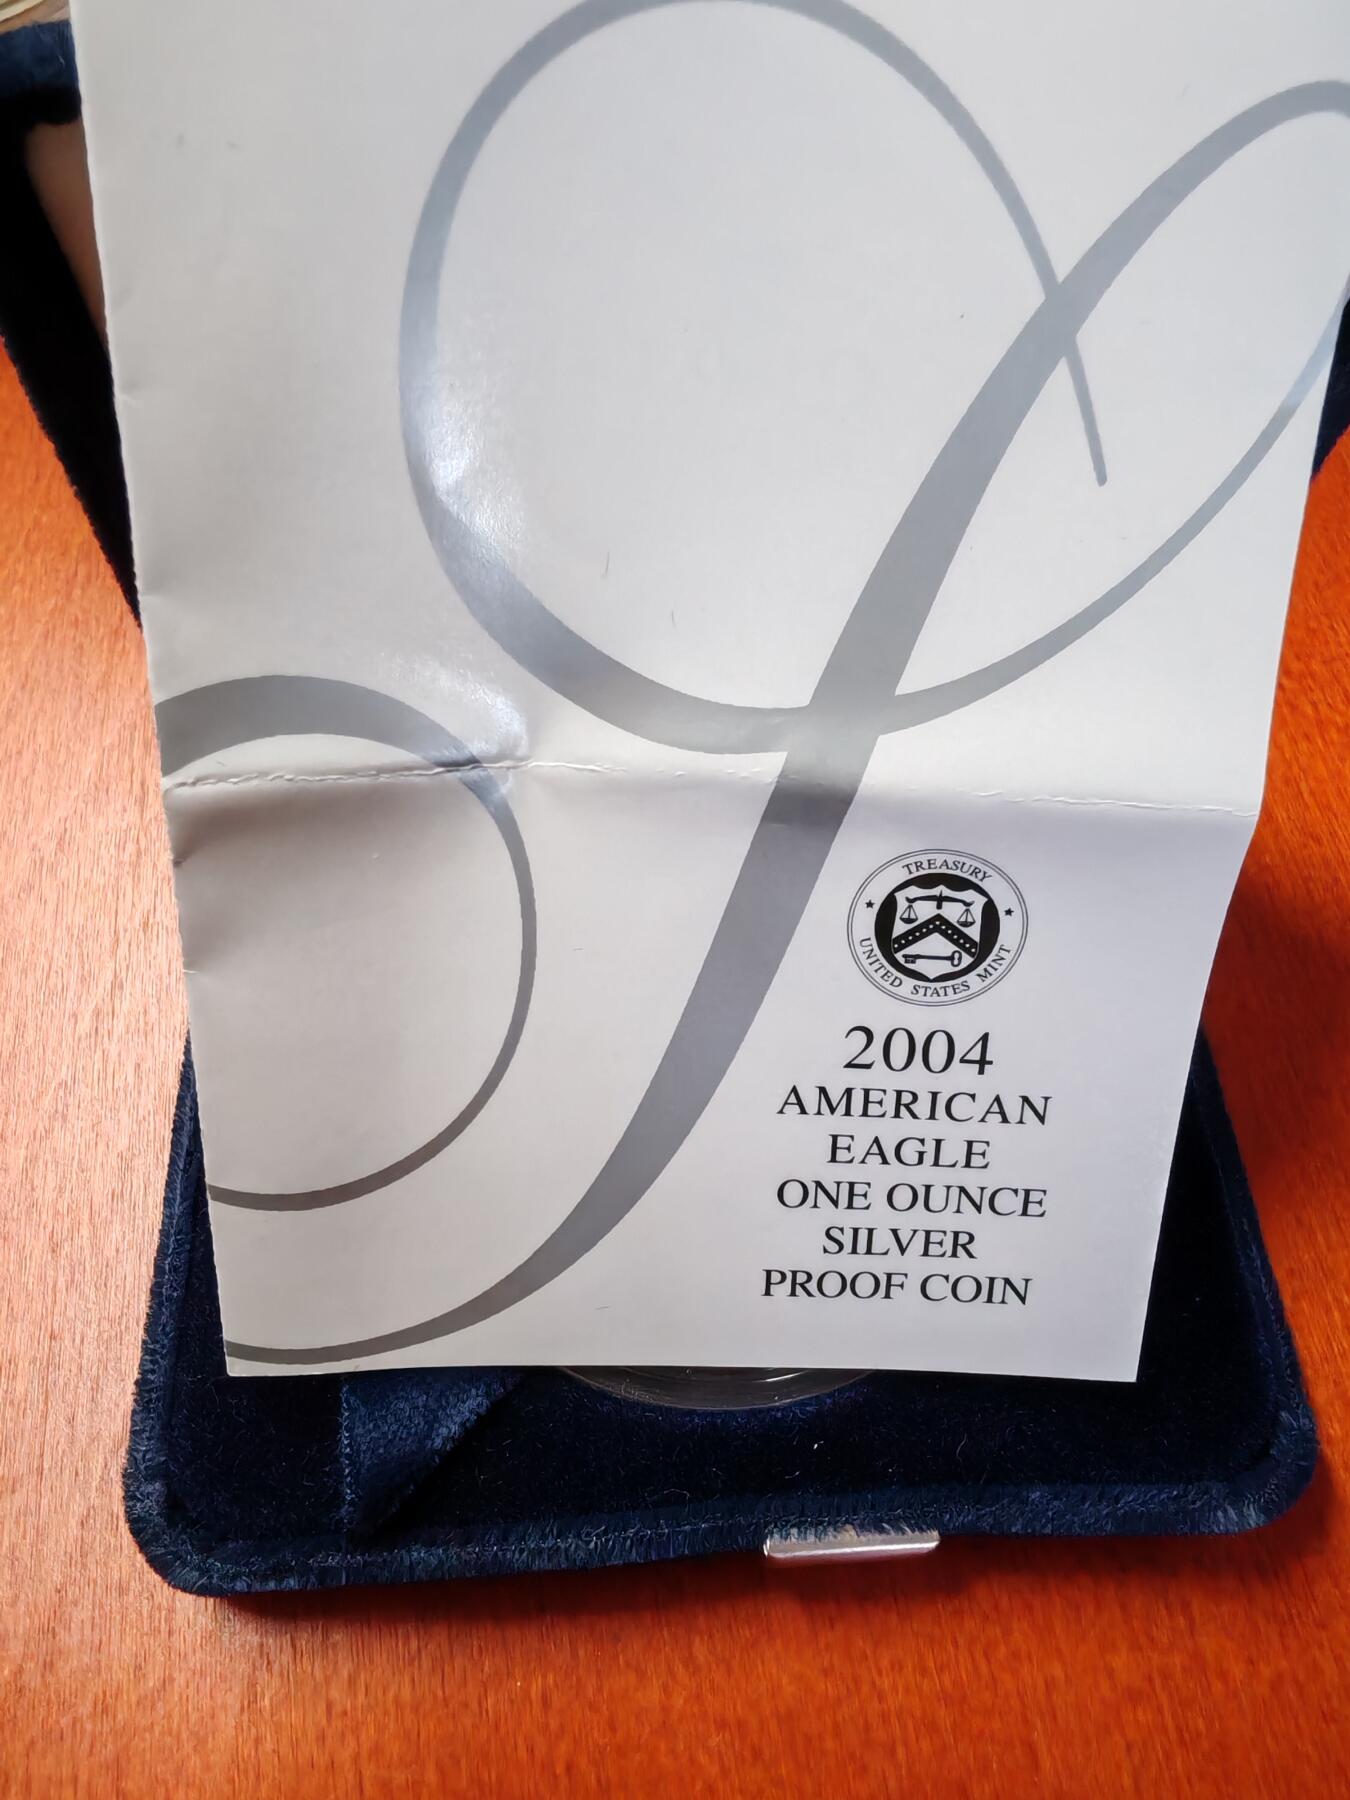 TREASURY
UNITED STATES MINT
2004
AMERICAN
EAGLE
ONE OUNCE
SILVER
PROOF COIN